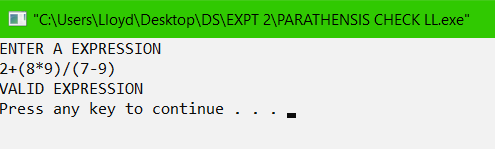 "C:\Users\Lloyd\Desktop\DS\EXPT 2\PARATHENSIS CHECK LL.exe"
ENTER A EXPRESSION
2+(8*9)/(7-9)
VALID EXPRESSION
Press any key to continue . . .